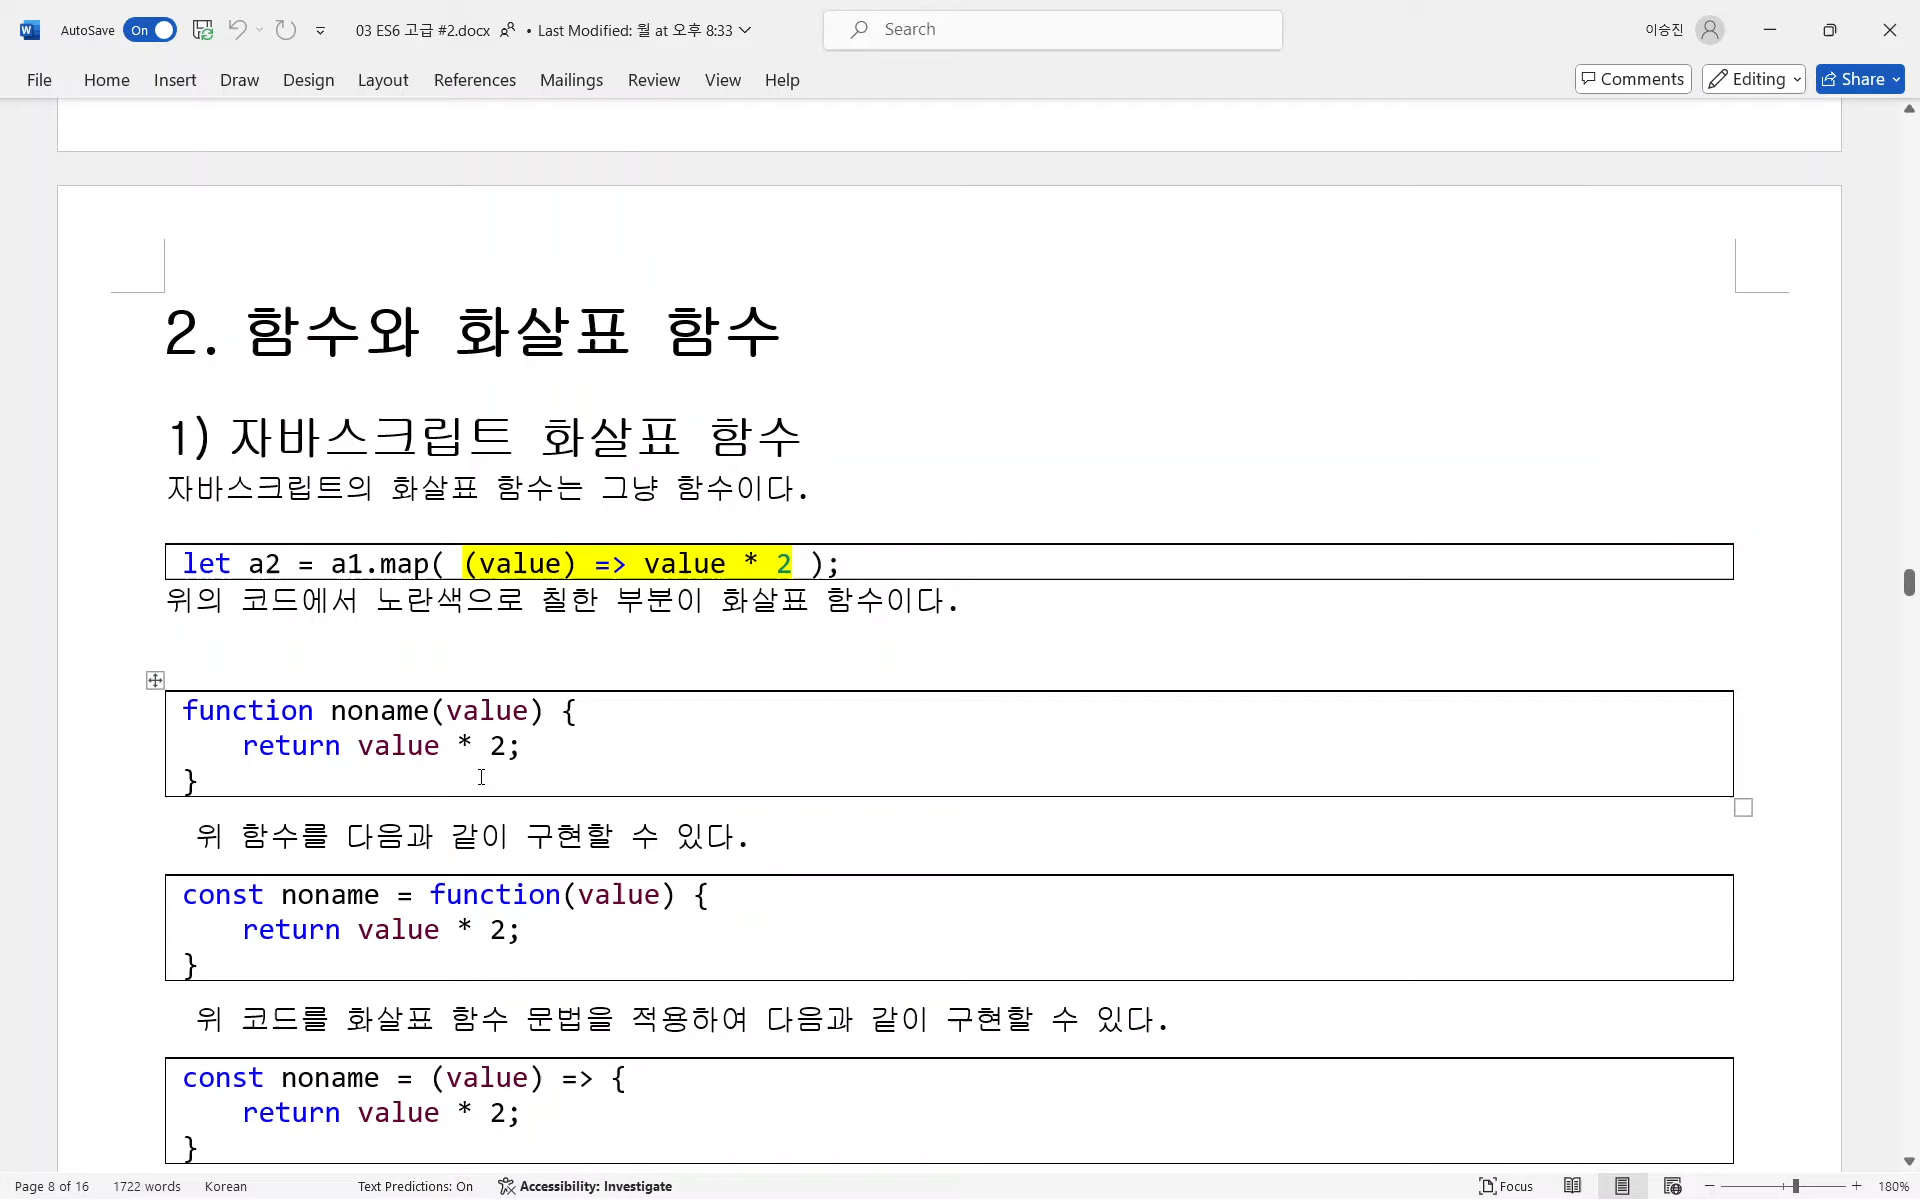 AutoSave On 03 ES6 고급 #2.docx • Last Modified: 월 at 오후 8:33 Search 이승진
File Home Insert Draw Design Layout References Mailings Review View Help Comments Editing Share
2. 함수와 화살표 함수
1) 자바스크립트 화살표 함수
자바스크립트의 화살표 함수는 그냥 함수이다.
let a2 = a1.map( (value) => value * 2 );
위의 코드에서 노란색으로 칠한 부분이 화살표 함수이다.
function noname(value) {
return value * 2;
}
위 함수를 다음과 같이 구현할 수 있다.
const noname = function(value) {
return value * 2;
}
위 코드를 화살표 함수 문법을 적용하여 다음과 같이 구현할 수 있다.
const noname = (value) => {
return value * 2;
}
Page 8 of 16 1722 words Korean Text Predictions: On Accessibility: Investigate Focus 180%